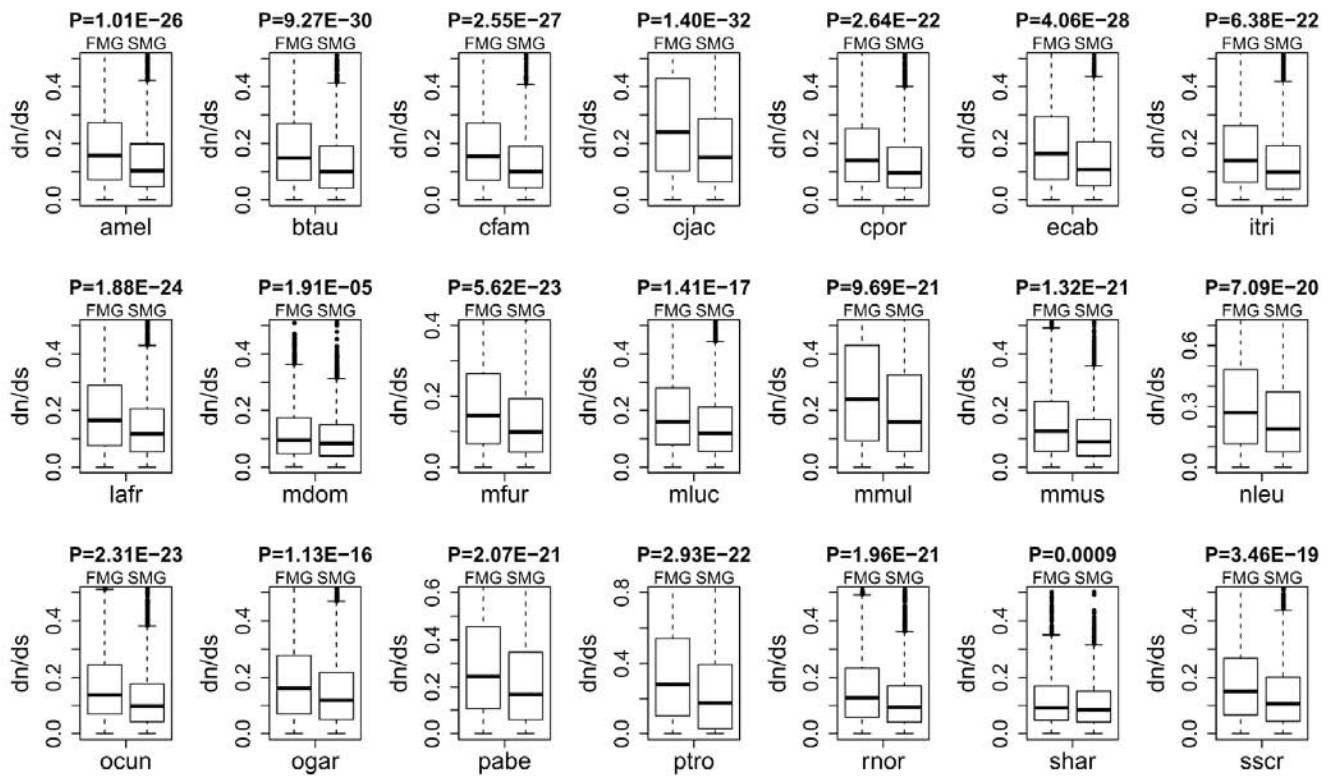 P=1.01E−26 P=9.27E−30 P=2.55E−27 P=1.40E−32 P=2.64E−22 P=4.06E−28 P=6.38E−22
FMG SMG FMG SMG FMG SMG FMG SMG FMG SMG FMG SMG FMG SMG
dn/ds 0.0 0.2 0.4 dn/ds 0.0 0.2 0.4 dn/ds 0.0 0.2 0.4 dn/ds 0.0 0.2 0.4 dn/ds 0.0 0.2 0.4 dn/ds 0.0 0.2 0.4 dn/ds 0.0 0.2 0.4
amel btau cfam cjac cpor ecab itri
P=1.88E−24 P=1.91E−05 P=5.62E−23 P=1.41E−17 P=9.69E−21 P=1.32E−21 P=7.09E−20
FMG SMG FMG SMG FMG SMG FMG SMG FMG SMG FMG SMG FMG SMG
dn/ds 0.0 0.2 0.4 dn/ds 0.0 0.2 0.4 dn/ds 0.0 0.2 0.4 dn/ds 0.0 0.2 0.4 dn/ds 0.0 0.2 0.4 dn/ds 0.0 0.2 0.4 dn/ds 0.0 0.3 0.6
lafr mdom mfur mluc mmul mmus nleu
P=2.31E−23 P=1.13E−16 P=2.07E−21 P=2.93E−22 P=1.96E−21 P=0.0009 P=3.46E−19
FMG SMG FMG SMG FMG SMG FMG SMG FMG SMG FMG SMG FMG SMG
dn/ds 0.0 0.2 0.4 dn/ds 0.0 0.2 0.4 dn/ds 0.0 0.2 0.4 0.6 dn/ds 0.0 0.4 0.8 dn/ds 0.0 0.2 0.4 dn/ds 0.0 0.2 0.4 dn/ds 0.0 0.2 0.4
ocun ogar pabe ptro rnor shar sscr